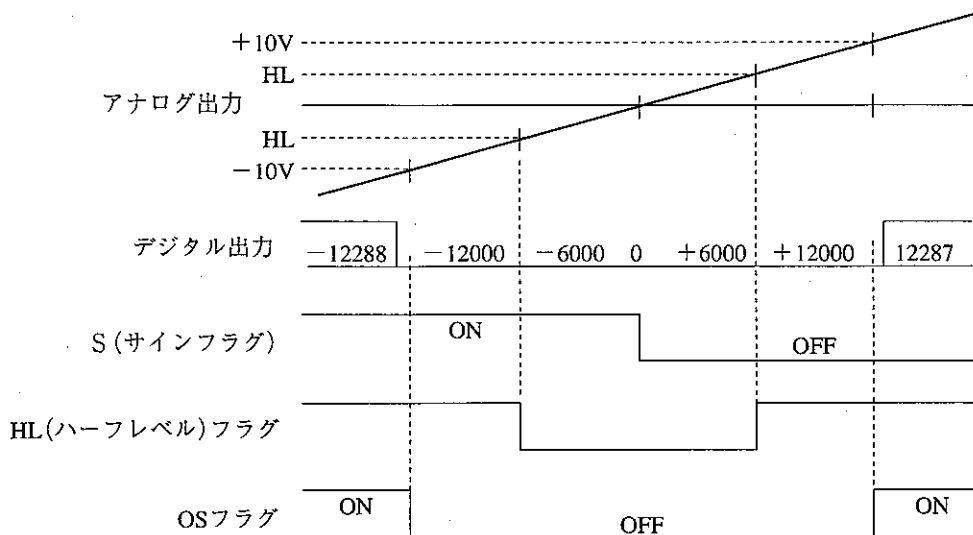 +10V
HL
アナログ出力
HL
−10V
デジタル出力
−12288 −12000 −6000 0 +6000 +12000 12287
S(サインフラグ)
ON
OFF
HL(ハーフレベル)フラグ
OSフラグ
ON
OFF
ON